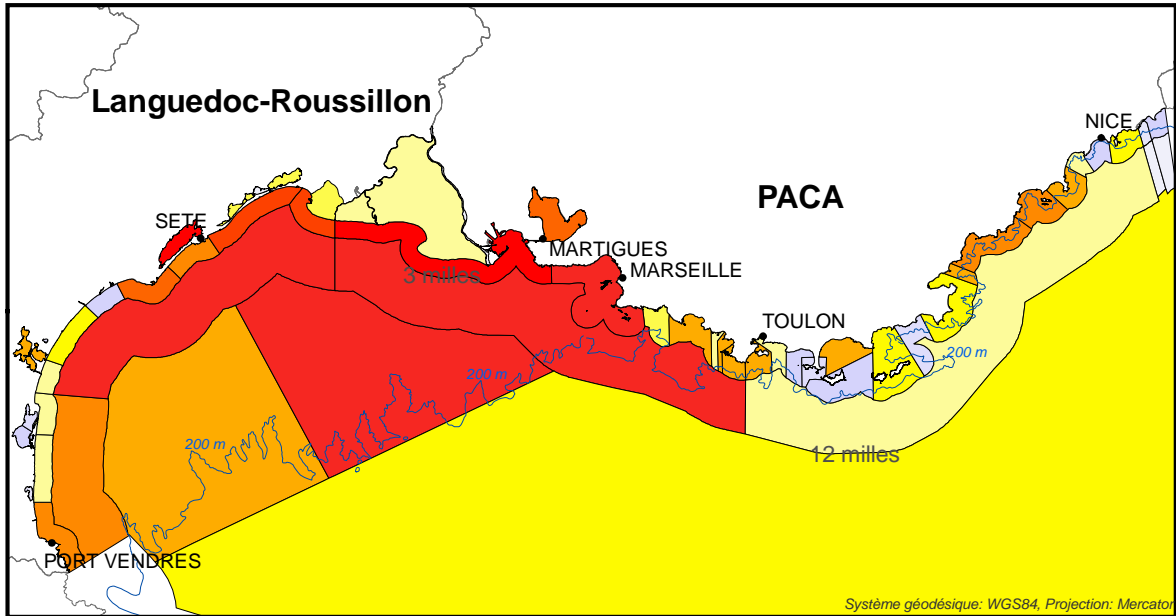 Languedoc-Roussillon
NICE
PACA
SETE
MARTIGUES
3 milles
MARSEILLE
TOULON
200 m
200 m
200 m
12 milles
PORT VENDRES
Système géodésique: WGS84, Projection: Mercator